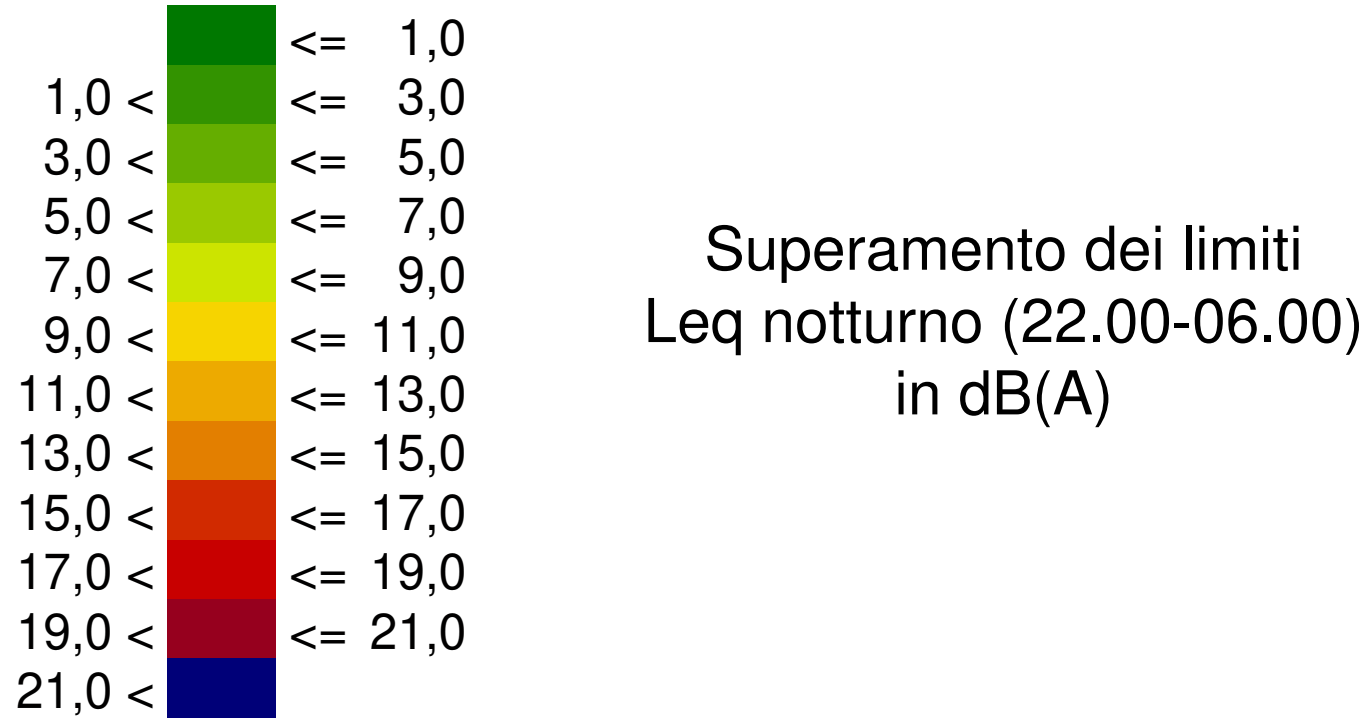 <= 1,0
1,0 < <= 3,0
3,0 < <= 5,0
5,0 < <= 7,0
7,0 < <= 9,0
9,0 < <= 11,0
11,0 < <= 13,0
13,0 < <= 15,0
15,0 < <= 17,0
17,0 < <= 19,0
19,0 < <= 21,0
21,0 <
Superamento dei limiti
Leq notturno (22.00-06.00)
in dB(A)